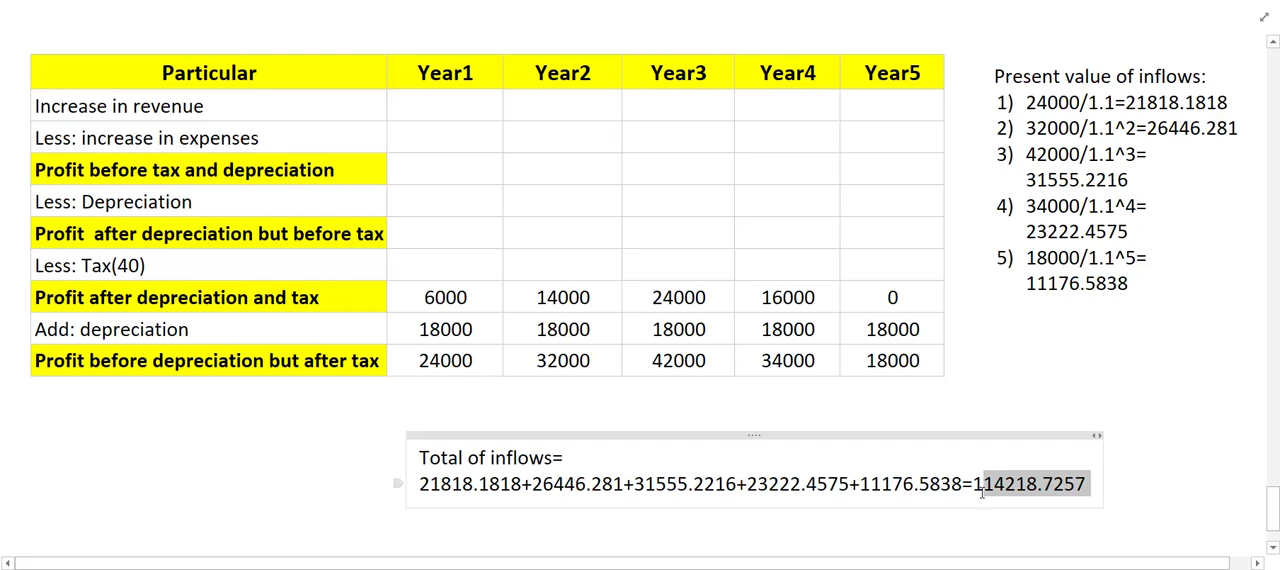 Particular Year1 Year2 Year3 Year4 Year5
Increase in revenue
Less: increase in expenses
Profit before tax and depreciation
Less: Depreciation
Profit after depreciation but before tax
Less: Tax(40)
Profit after depreciation and tax 6000 14000 24000 16000 0
Add: depreciation 18000 18000 18000 18000 18000
Profit before depreciation but after tax 24000 32000 42000 34000 18000
Present value of inflows:
1) 24000/1.1=21818.1818
2) 32000/1.1^2=26446.281
3) 42000/1.1^3=
31555.2216
4) 34000/1.1^4=
23222.4575
5) 18000/1.1^5=
11176.5838
Total of inflows=
21818.1818+26446.281+31555.2216+23222.4575+11176.5838=114218.7257